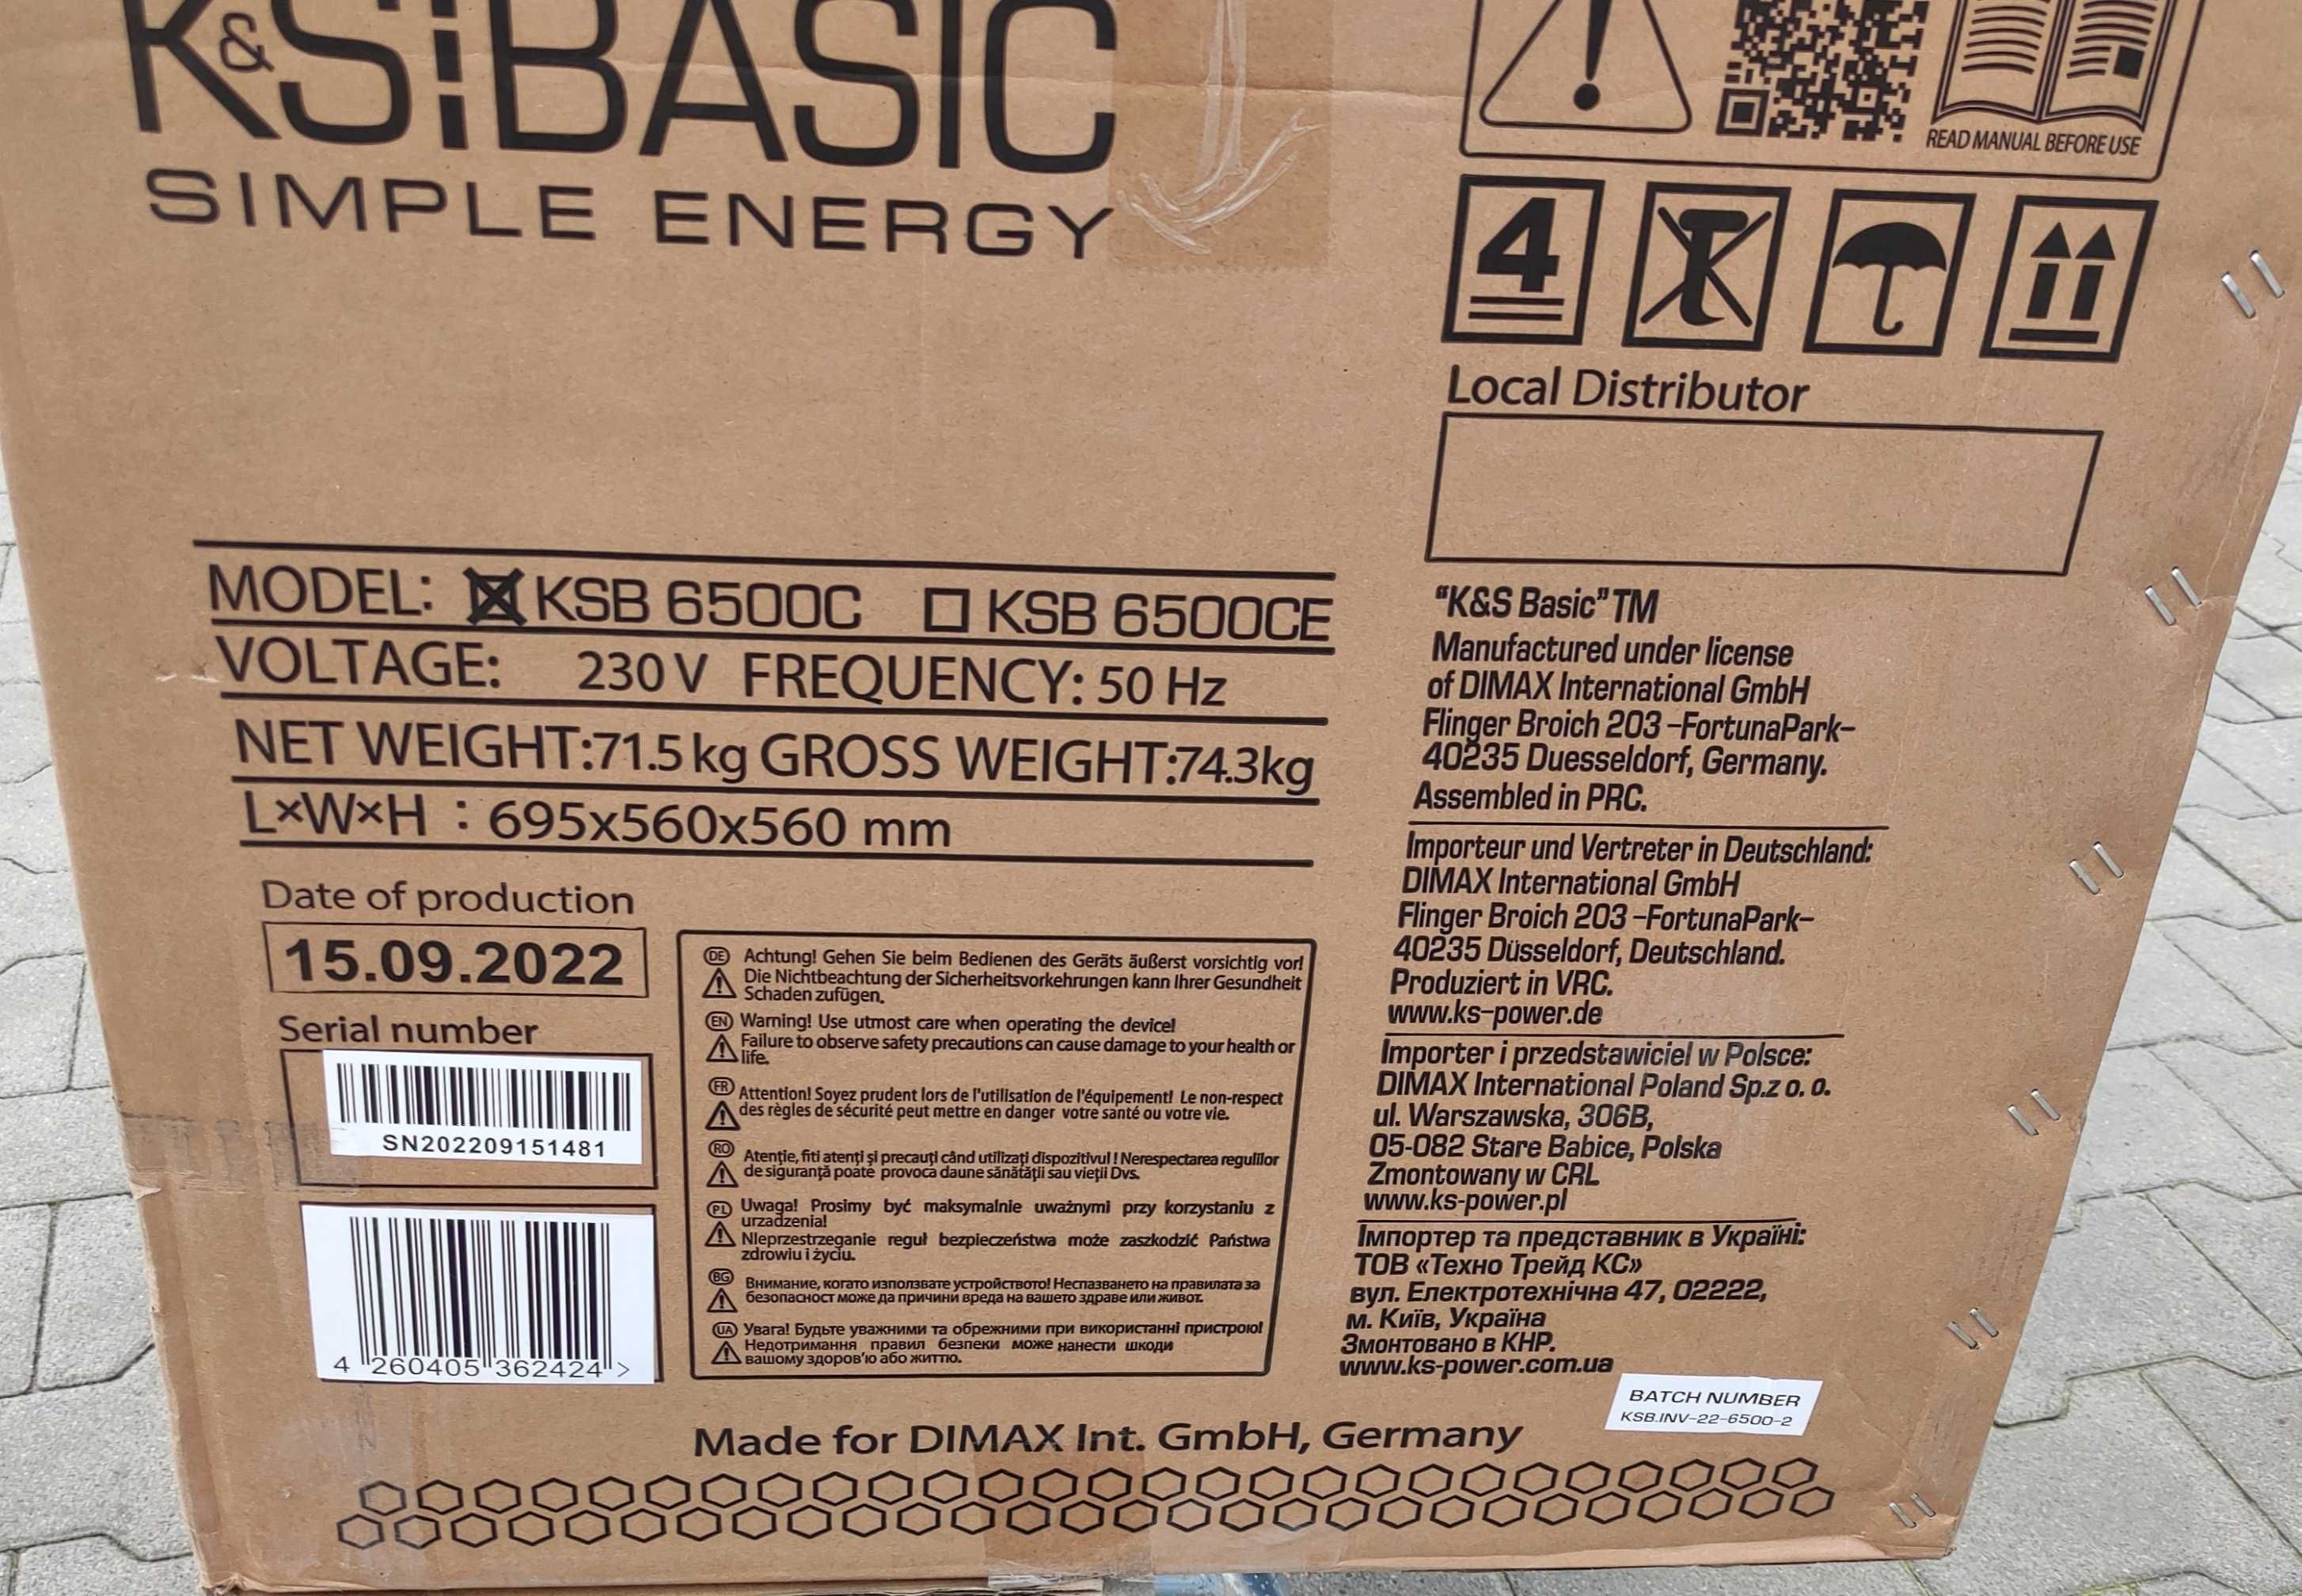 K&S BASIC
SIMPLE ENERGY
READ MANUAL BEFORE USE
4
Local Distributor
MODEL: KSB 6500C KSB 6500CE
VOLTAGE: 230 V FREQUENCY: 50 Hz
NET WEIGHT:71.5 kg GROSS WEIGHT:74.3kg
L×W×H : 695x560x560 mm
Date of production
15.09.2022
Serial number
SN202209151481
4 260405 362424 >
DE Achtung! Gehen Sie beim Bedienen des Geräts äußerst vorsichtig vor!
Die Nichtbeachtung der Sicherheitsvorkehrungen kann Ihrer Gesundheit
Schaden zufügen.
EN Warning! Use utmost care when operating the device!
Failure to observe safety precautions can cause damage to your health or
life.
FR Attention! Soyez prudent lors de l'utilisation de l'équipement! Le non-respect
des règles de sécurité peut mettre en danger votre santé ou votre vie.
RO Atenție, fiti atenți și precauți când utilizați dispozitivul ! Nerespectarea regulilor
de siguranță poate provoca daune sănătății sau vieții Dvs.
PL Uwaga! Prosimy być maksymalnie uważnymi przy korzystaniu z
urzadzenia!
Nieprzestrzeganie reguł bezpieczeństwa może zaszkodzić Państwa
zdrowiu i życiu.
BG Внимание, когато използвате устройството! Неспазването на правилата за
безопасност може да причини вреда на вашето здраве или живот.
UA Увага! Будьте уважними та обрежними при використанні пристрою!
Недотримання правил безпеки може нанести шкоди
вашому здоров'ю або життю.
“K&S Basic” TM
Manufactured under license
of DIMAX International GmbH
Flinger Broich 203 –FortunaPark–
40235 Duesseldorf, Germany.
Assembled in PRC.
Importeur und Vertreter in Deutschland:
DIMAX International GmbH
Flinger Broich 203 –FortunaPark–
40235 Düsseldorf, Deutschland.
Produziert in VRC.
www.ks-power.de
Importer i przedstawiciel w Polsce:
DIMAX International Poland Sp.z o. o.
ul. Warszawska, 306B,
05-082 Stare Babice, Polska
Zmontowany w CRL
www.ks-power.pl
Імпортер та представник в Україні:
ТОВ «Техно Трейд КС»
вул. Електротехнічна 47, 02222,
м. Київ, Україна
Змонтовано в КНР.
www.ks-power.com.ua
BATCH NUMBER
KSB.INV-22-6500-2
Made for DIMAX Int. GmbH, Germany